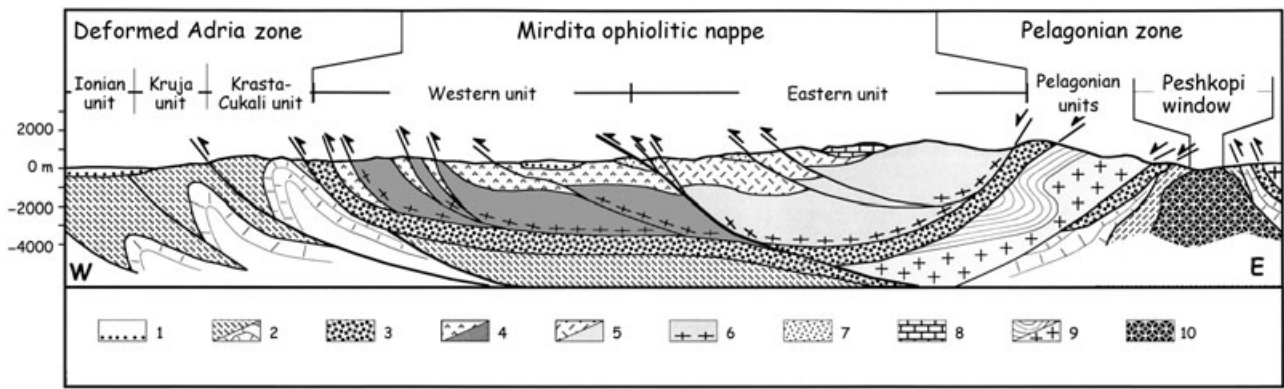 Deformed Adria zone Mirdita ophiolitic nappe Pelagonian zone
Ionian unit
Kruja unit
Krasta-
Cukali unit
Western unit
Eastern unit
Pelagonian
units
Peshkopi
window
2000
0 m
-2000
-4000
W E
1 2 3 4 5 6 7 8 9 10